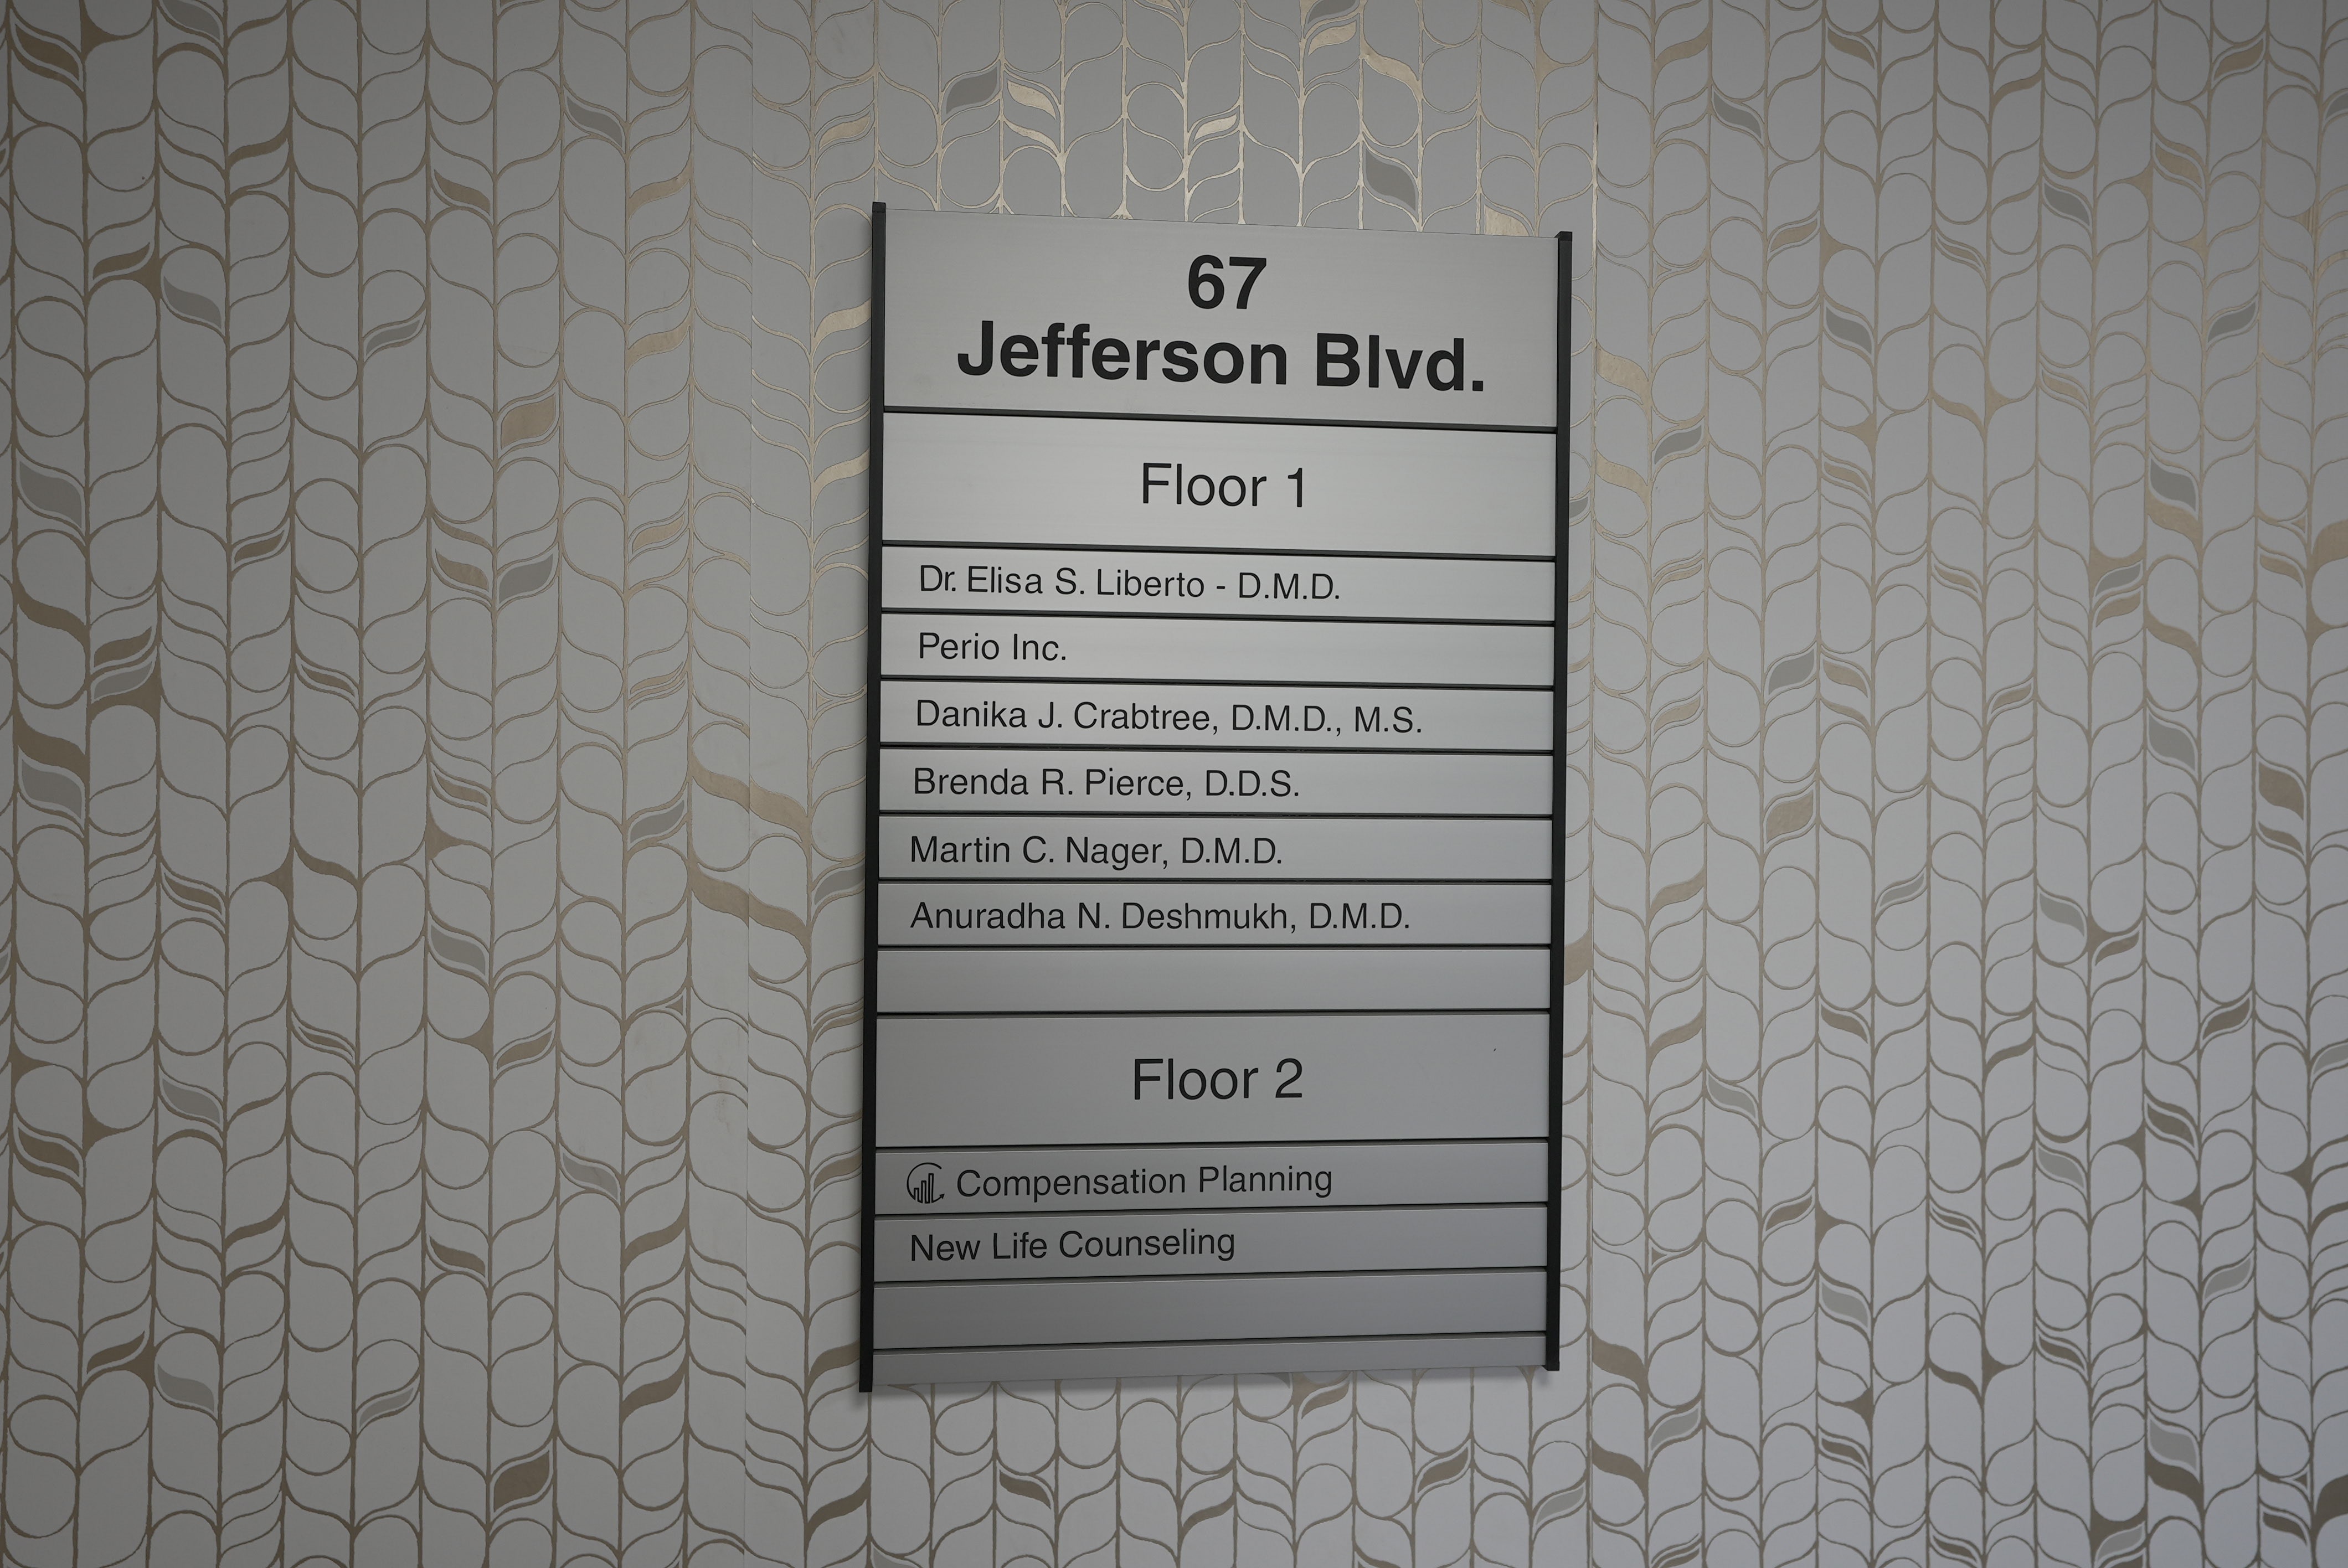 67
Jefferson Blvd.
Floor 1
Dr. Elisa S. Liberto - D.M.D.
Perio Inc.
Danika J. Crabtree, D.M.D., M.S.
Brenda R. Pierce, D.D.S.
Martin C. Nager, D.M.D.
Anuradha N. Deshmukh, D.M.D.
Floor 2
Compensation Planning
New Life Counseling